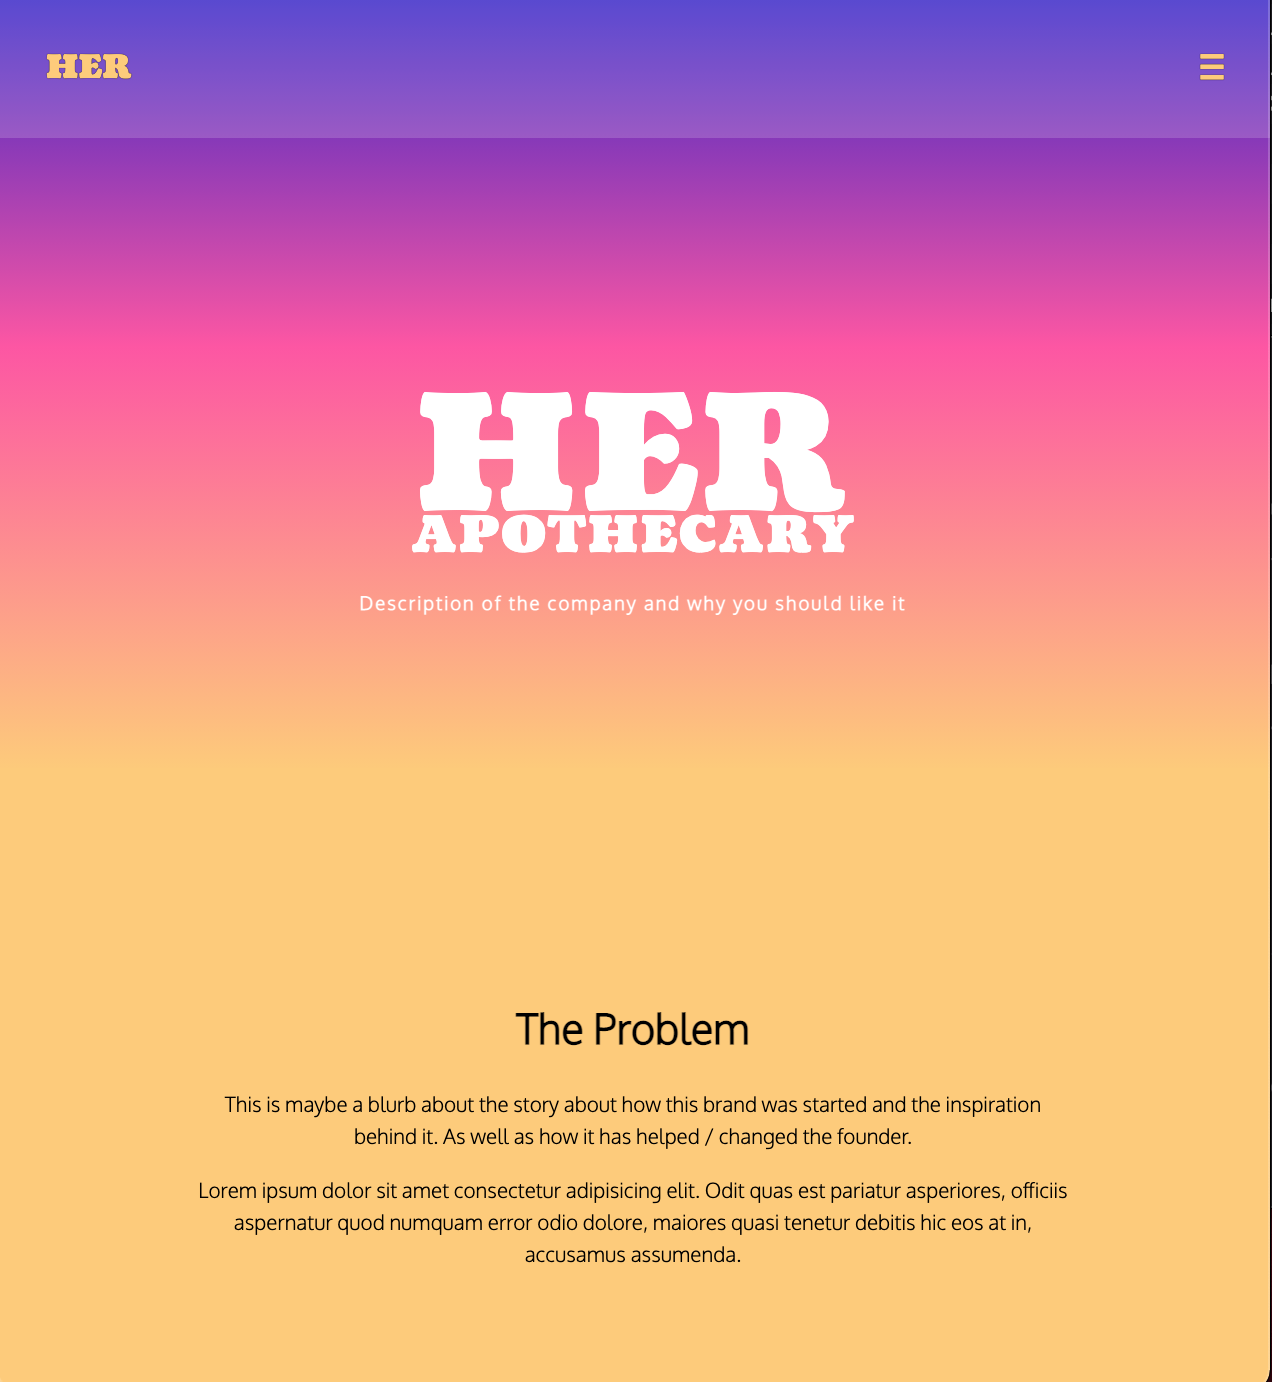 HER
HER
APOTHECARY
Description of the company and why you should like it
The Problem
This is maybe a blurb about the story about how this brand was started and the inspiration
behind it. As well as how it has helped / changed the founder.
Lorem ipsum dolor sit amet consectetur adipisicing elit. Odit quas est pariatur asperiores, officiis
aspernatur quod numquam error odio dolore, maiores quasi tenetur debitis hic eos at in,
accusamus assumenda.